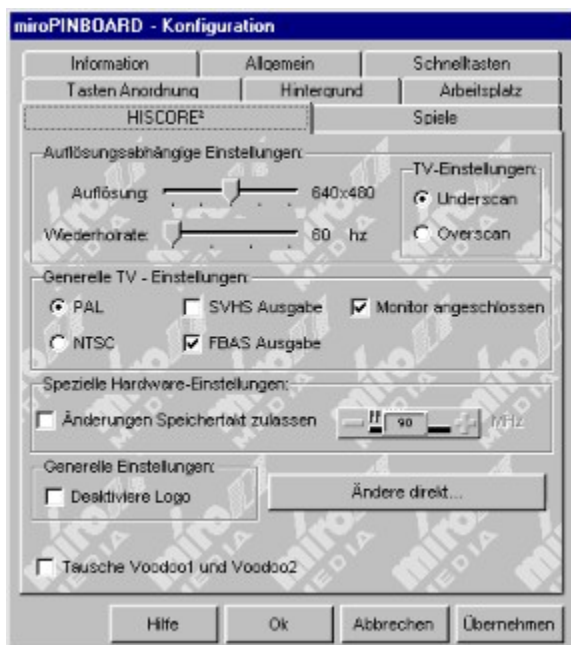 miroPINBOARD - Konfiguration
Information Allgemein Schnelltasten
Tasten Anordnung Hintergrund Arbeitsplatz
HISCORE² Spiele
Auflösungsabhängige Einstellungen:
TV-Einstellungen:
Auflösung: 640x480
Underscan
Wiederholrate: 60 hz
Overscan
Generelle TV - Einstellungen:
PAL SVHS Ausgabe Monitor angeschlossen
NTSC FBAS Ausgabe
Spezielle Hardware-Einstellungen:
Änderungen Speichertakt zulassen 90 MHz
Generelle Einstellungen:
Deaktiviere Logo
Ändere direkt...
Tausche Voodoo1 und Voodoo2
Hilfe Ok Abbrechen Übernehmen
miro MEDIA